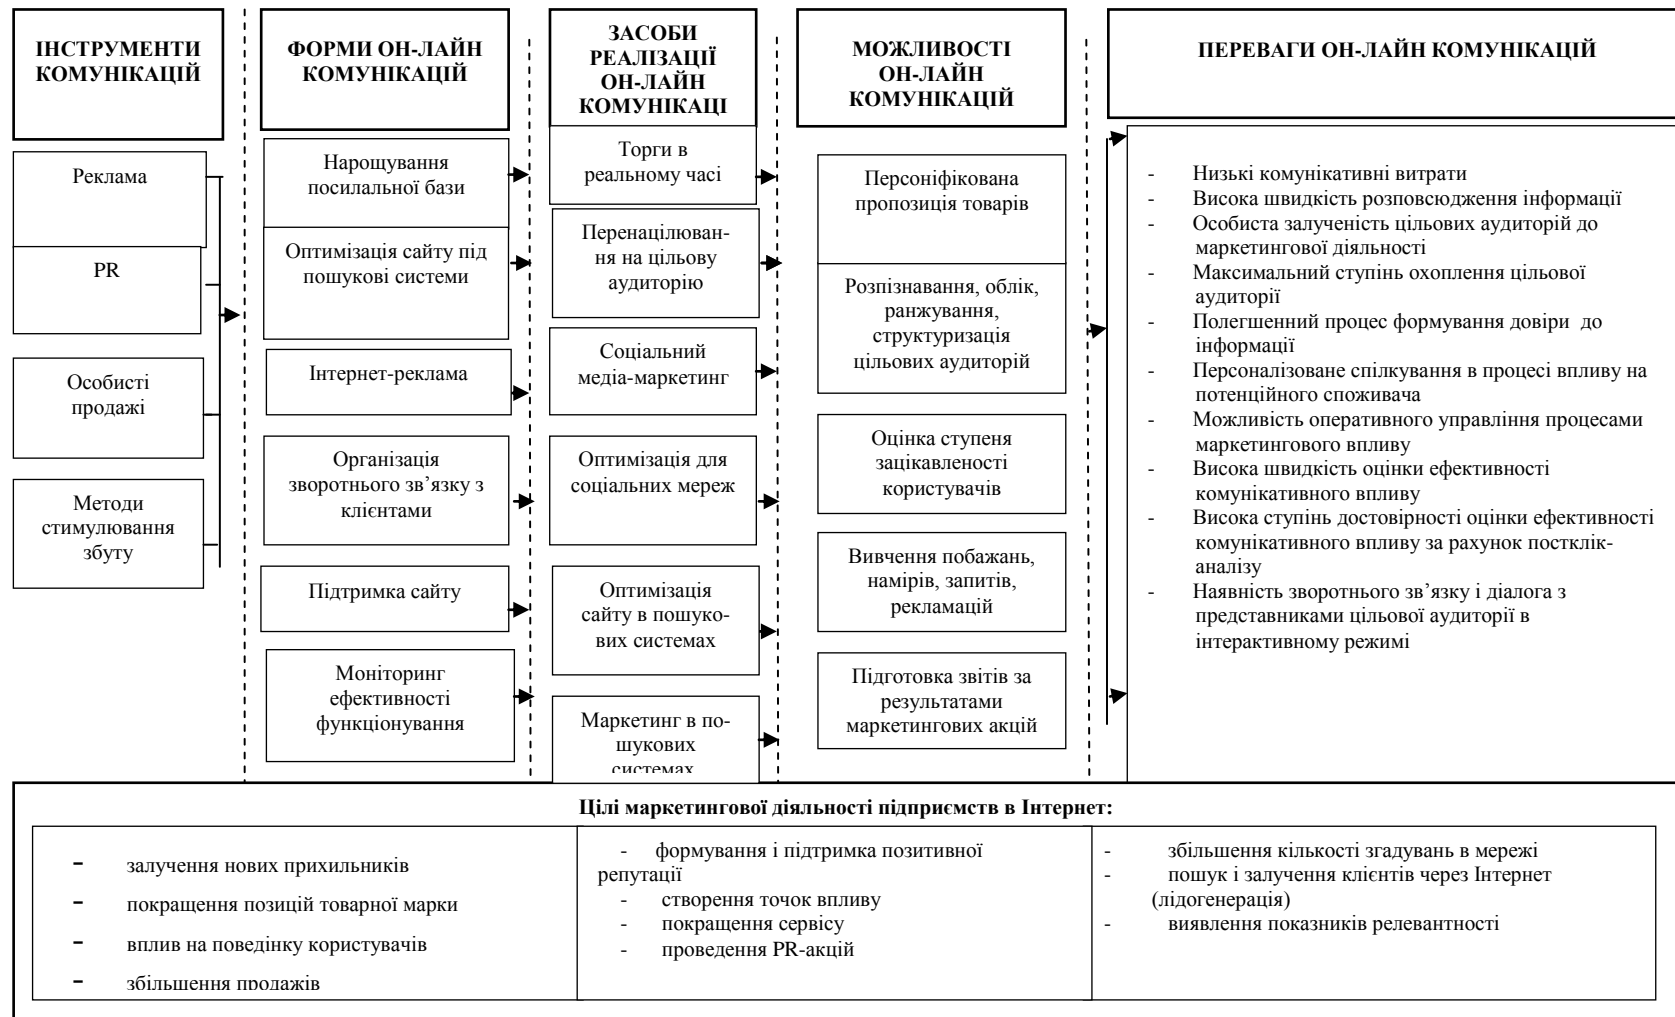 ІНСТРУМЕНТИ
КОМУНІКАЦІЙ
ФОРМИ ОН-ЛАЙН
КОМУНІКАЦІЙ
ЗАСОБИ
РЕАЛІЗАЦІЇ
ОН-ЛАЙН
КОМУНІКАЦІ
МОЖЛИВОСТІ
ОН-ЛАЙН
КОМУНІКАЦІЙ
ПЕРЕВАГИ ОН-ЛАЙН КОМУНІКАЦІЙ
Реклама
PR
Особисті
продажі
Методи
стимулювання
збуту
Нарощування
посилальної бази
Оптимізація сайту під
пошукові системи
Інтернет-реклама
Організація
зворотнього зв’язку з
клієнтами
Підтримка сайту
Моніторинг
ефективності
функціонування
Торги в
реальному часі
Перенацілюван-
ня на цільову
аудиторію
Соціальний
медіа-маркетинг
Оптимізація для
соціальних мереж
Оптимізація
сайту в пошуко-
вих системах
Маркетинг в по-
шукових
системах
Персоніфікована
пропозиція товарів
Розпізнавання, облік,
ранжування,
структуризація
цільових аудиторій
Оцінка ступеня
зацікавленості
користувачів
Вивчення побажань,
намірів, запитів,
рекламацій
Підготовка звітів за
результатами
маркетингових акцій
- Низькі комунікативні витрати
- Висока швидкість розповсюдження інформації
- Особиста залученість цільових аудиторій до
маркетингової діяльності
- Максимальний ступінь охоплення цільової
аудиторії
- Полегшенний процес формування довіри до
інформації
- Персоналізоване спілкування в процесі впливу на
потенційного споживача
- Можливість оперативного управління процесами
маркетингового впливу
- Висока швидкість оцінки ефективності
комунікативного впливу
- Висока ступінь достовірності оцінки ефективності
комунікативного впливу за рахунок постклік-
аналізу
- Наявність зворотнього зв’язку і діалога з
представниками цільової аудиторії в
інтерактивному режимі
Цілі маркетингової діяльності підприємств в Інтернет:
- залучення нових прихильників
- покращення позицій товарної марки
- вплив на поведінку користувачів
- збільшення продажів
- формування і підтримка позитивної
репутації
- створення точок впливу
- покращення сервісу
- проведення PR-акцій
- збільшення кількості згадувань в мережі
- пошук і залучення клієнтів через Інтернет
(лідогенерація)
- виявлення показників релевантності